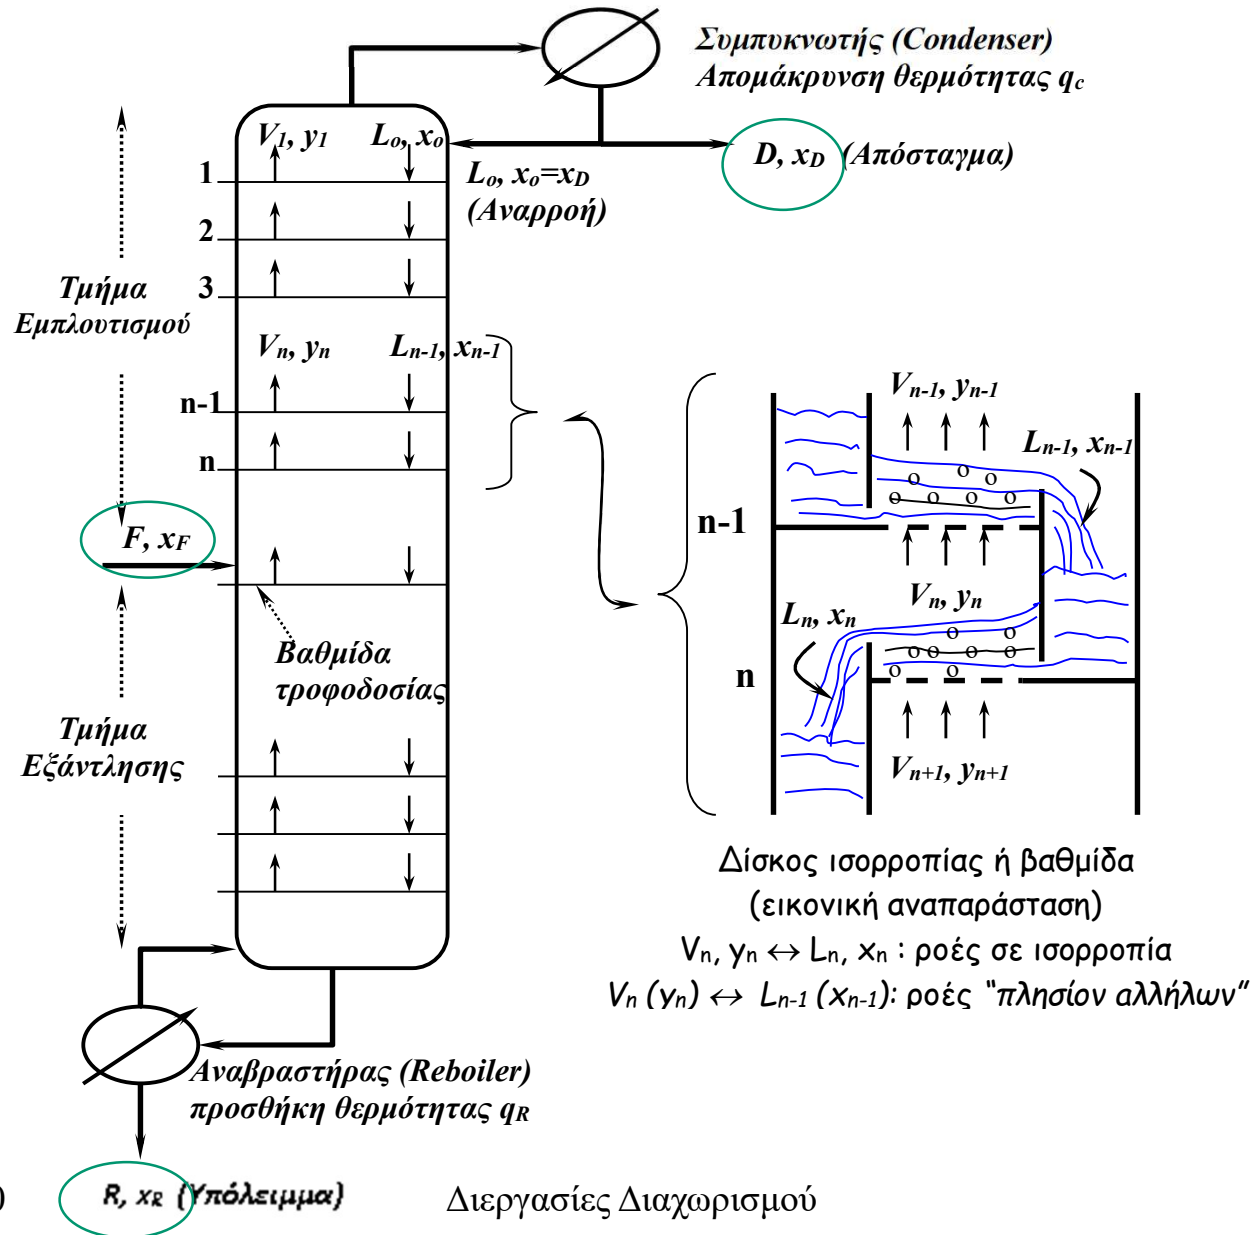 Συμπυκνωτής (Condenser)
Απομάκρυνση θερμότητας qc
V1, y1
Lo, xo
D, xD (Απόσταγμα)
1
Lo, xo=xD
(Αναρροή)
2
3
Τμήμα
Εμπλουτισμού
Vn, yn
Ln-1, xn-1
n-1
n
F, xF
Βαθμίδα
τροφοδοσίας
Τμήμα
Εξάντλησης
Vn-1, yn-1
Ln-1, xn-1
n-1
Vn, yn
Ln, xn
n
Vn+1, yn+1
Δίσκος ισορροπίας ή βαθμίδα
(εικονική αναπαράσταση)
Vn, yn ↔ Ln, xn : ροές σε ισορροπία
Vn (yn) ↔ Ln-1 (xn-1): ροές "πλησίον αλλήλων"
Αναβραστήρας (Reboiler)
προσθήκη θερμότητας qR
R, xR (Υπόλειμμα)
Διεργασίες Διαχωρισμού